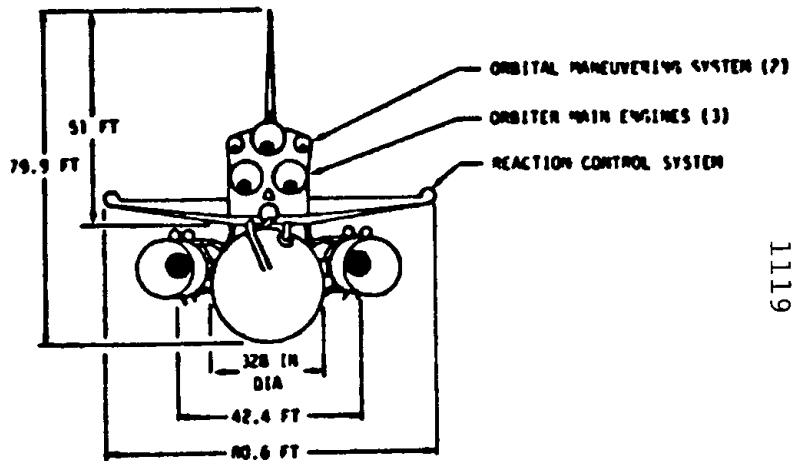 ORBITAL MANEUVERING SYSTEM (2)
51 FT
ORBITER MAIN ENGINES (3)
79.9 FT
REACTION CONTROL SYSTEM
1119
328 IN
DIA
42.4 FT
80.6 FT